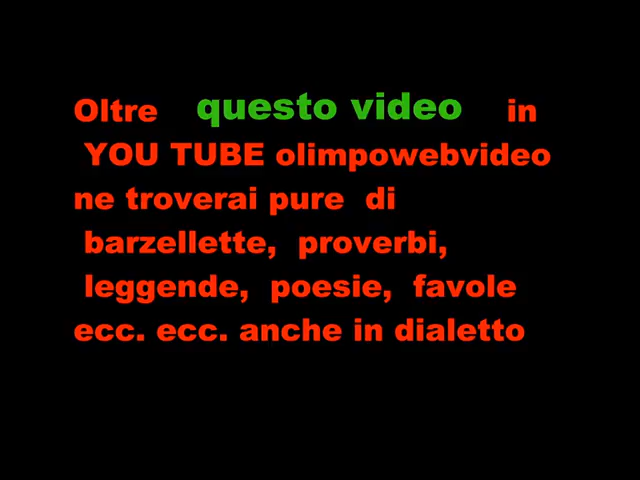 Oltre questo video in
YOU TUBE olimpowebvideo
ne troverai pure di
barzellette, proverbi,
leggende, poesie, favole
ecc. ecc. anche in dialetto